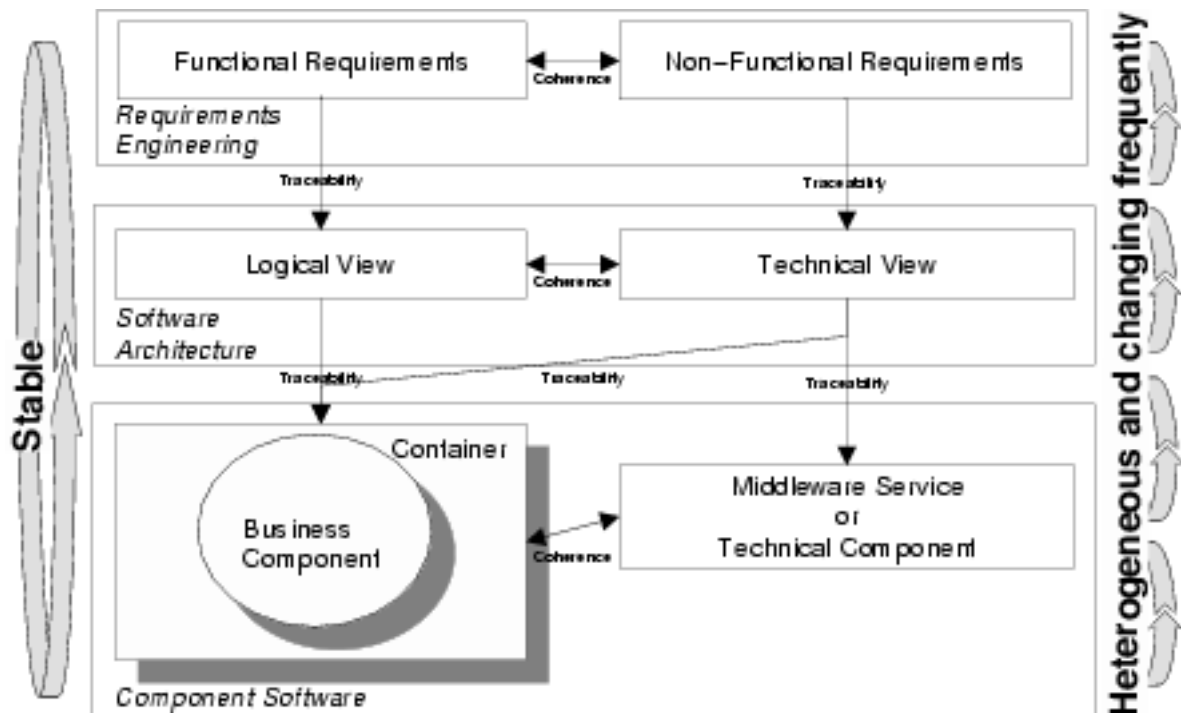 Functional Requirements
Coherence
Non-Functional Requirements
Requirements
Engineering
Traceability
Traceability
Logical View
Coherence
Technical View
Software
Architecture
Traceability
Traceability
Traceability
Container
Business
Component
Coherence
Middleware Service
or
Technical Component
Component Software
Stable
Heterogeneous and changing frequently